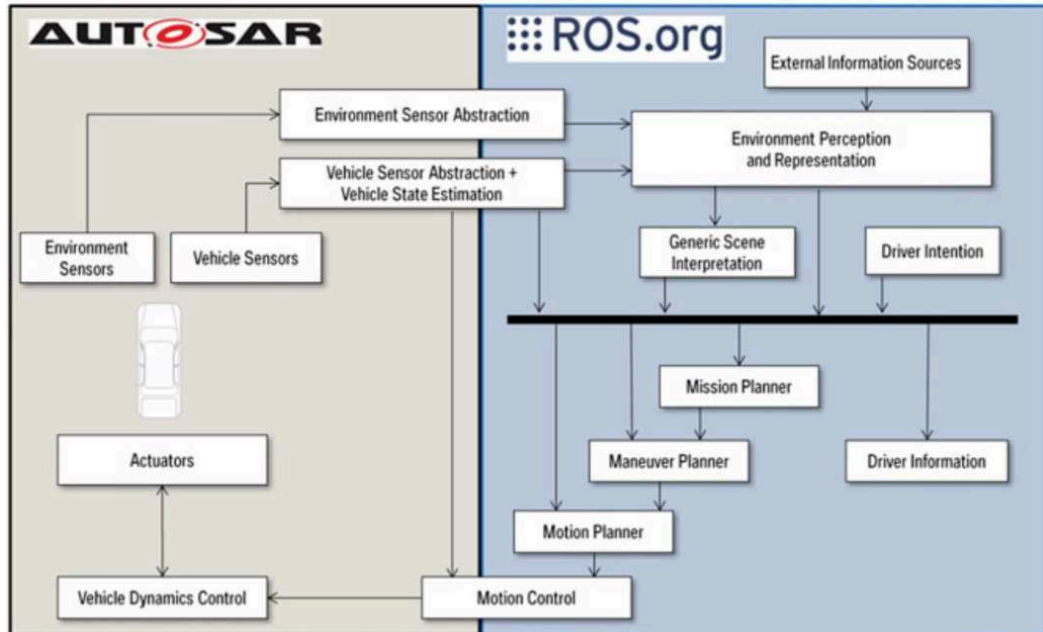 AUTOSAR
ROS.org
External Information Sources
Environment Sensor Abstraction
Environment Perception
and Representation
Vehicle Sensor Abstraction +
Vehicle State Estimation
Environment
Sensors
Vehicle Sensors
Generic Scene
Interpretation
Driver Intention
Mission Planner
Actuators
Maneuver Planner
Driver Information
Motion Planner
Vehicle Dynamics Control
Motion Control